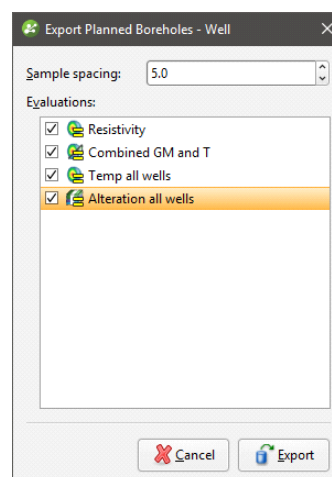 Export Planned Boreholes - Well
Sample spacing: 5.0
Evaluations:
Resistivity
Combined GM and T
Temp all wells
Alteration all wells
Cancel Export